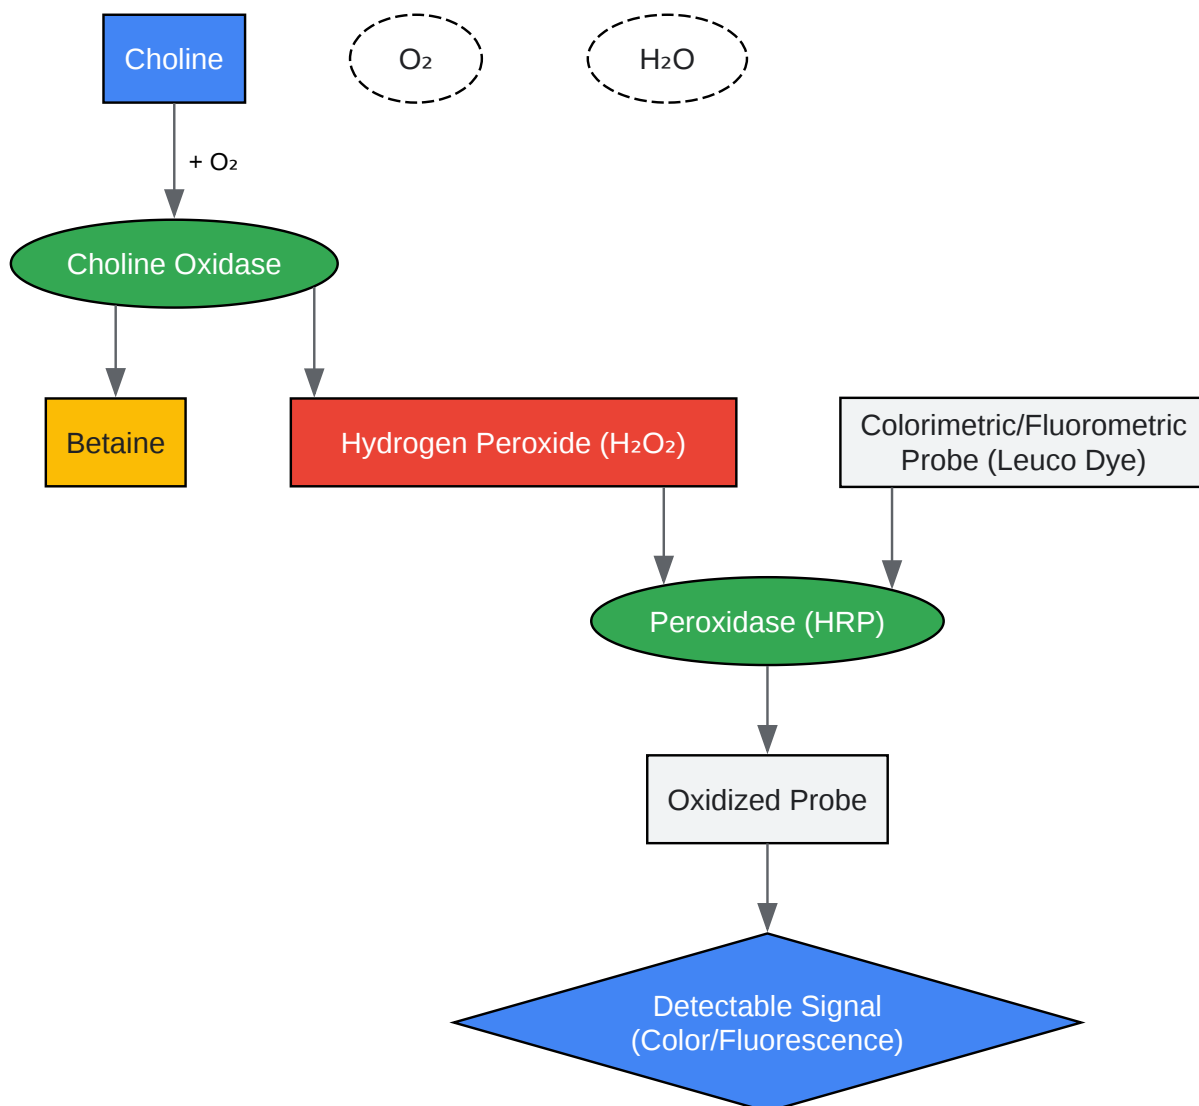 Choline
O₂
H₂O
+ O₂
Choline Oxidase
Betaine
Hydrogen Peroxide (H₂O₂)
Colorimetric/Fluorometric
Probe (Leuco Dye)
Peroxidase (HRP)
Oxidized Probe
Detectable Signal
(Color/Fluorescence)